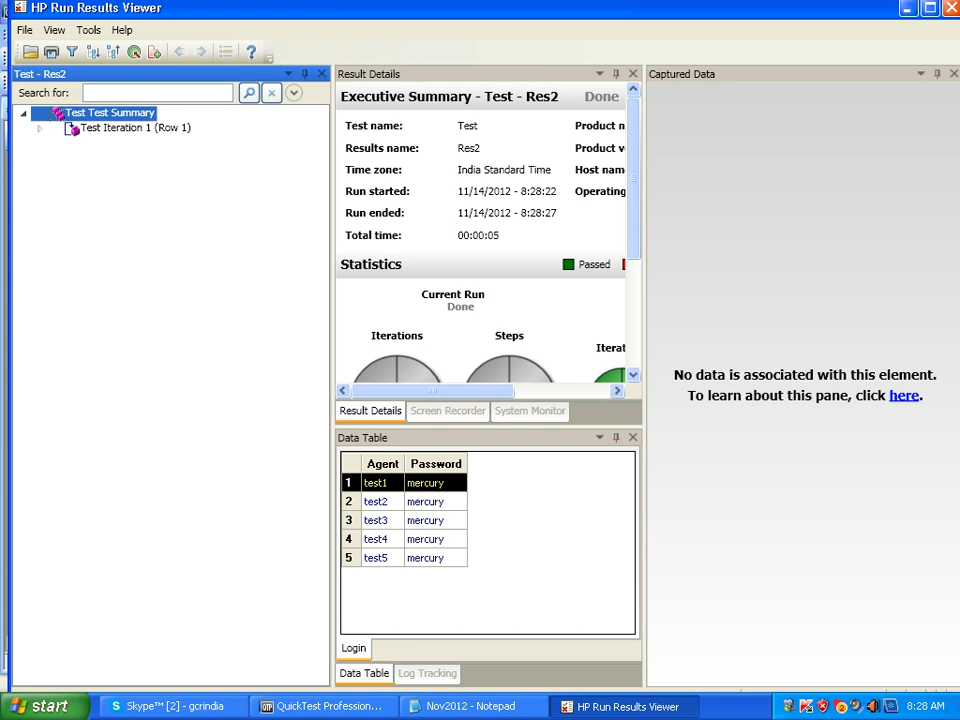 HP Run Results Viewer
File View Tools Help
Test - Res2
Search for:
Test Test Summary
Test Iteration 1 (Row 1)
Result Details
Executive Summary - Test - Res2 Done
Test name: Test Product n
Results name: Res2 Product v
Time zone: India Standard Time Host nam
Run started: 11/14/2012 - 8:28:22 Operating
Run ended: 11/14/2012 - 8:28:27
Total time: 00:00:05
Statistics Passed
Current Run
Done
Iterations Steps
Iterat
Result Details Screen Recorder System Monitor
Data Table
Agent Password
1 test1 mercury
2 test2 mercury
3 test3 mercury
4 test4 mercury
5 test5 mercury
Login
Data Table Log Tracking
Captured Data
No data is associated with this element.
To learn about this pane, click here.
start Skype™ [2] - gcrindia QuickTest Profession... Nov2012 - Notepad HP Run Results Viewer 8:28 AM